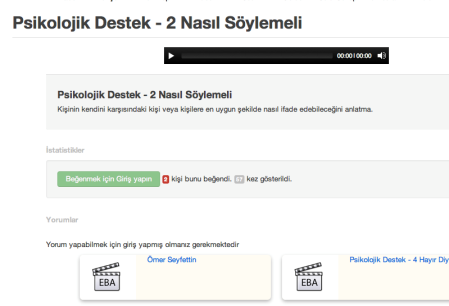 Psikolojik Destek - 2 Nasıl Söylemeli
00:00 | 00:00
Psikolojik Destek - 2 Nasıl Söylemeli
Kişinin kendini karşısındaki kişi veya kişilere en uygun şekilde nasıl ifade edebileceğini anlatma.
İstatistikler
Beğenmek için Giriş yapın kişi bunu beğendi. kez gösterildi.
Yorumlar
Yorum yapabilmek için giriş yapmış olmanız gerekmektedir
EBA Ömer Seyfettin
EBA Psikolojik Destek - 4 Hayır Diy